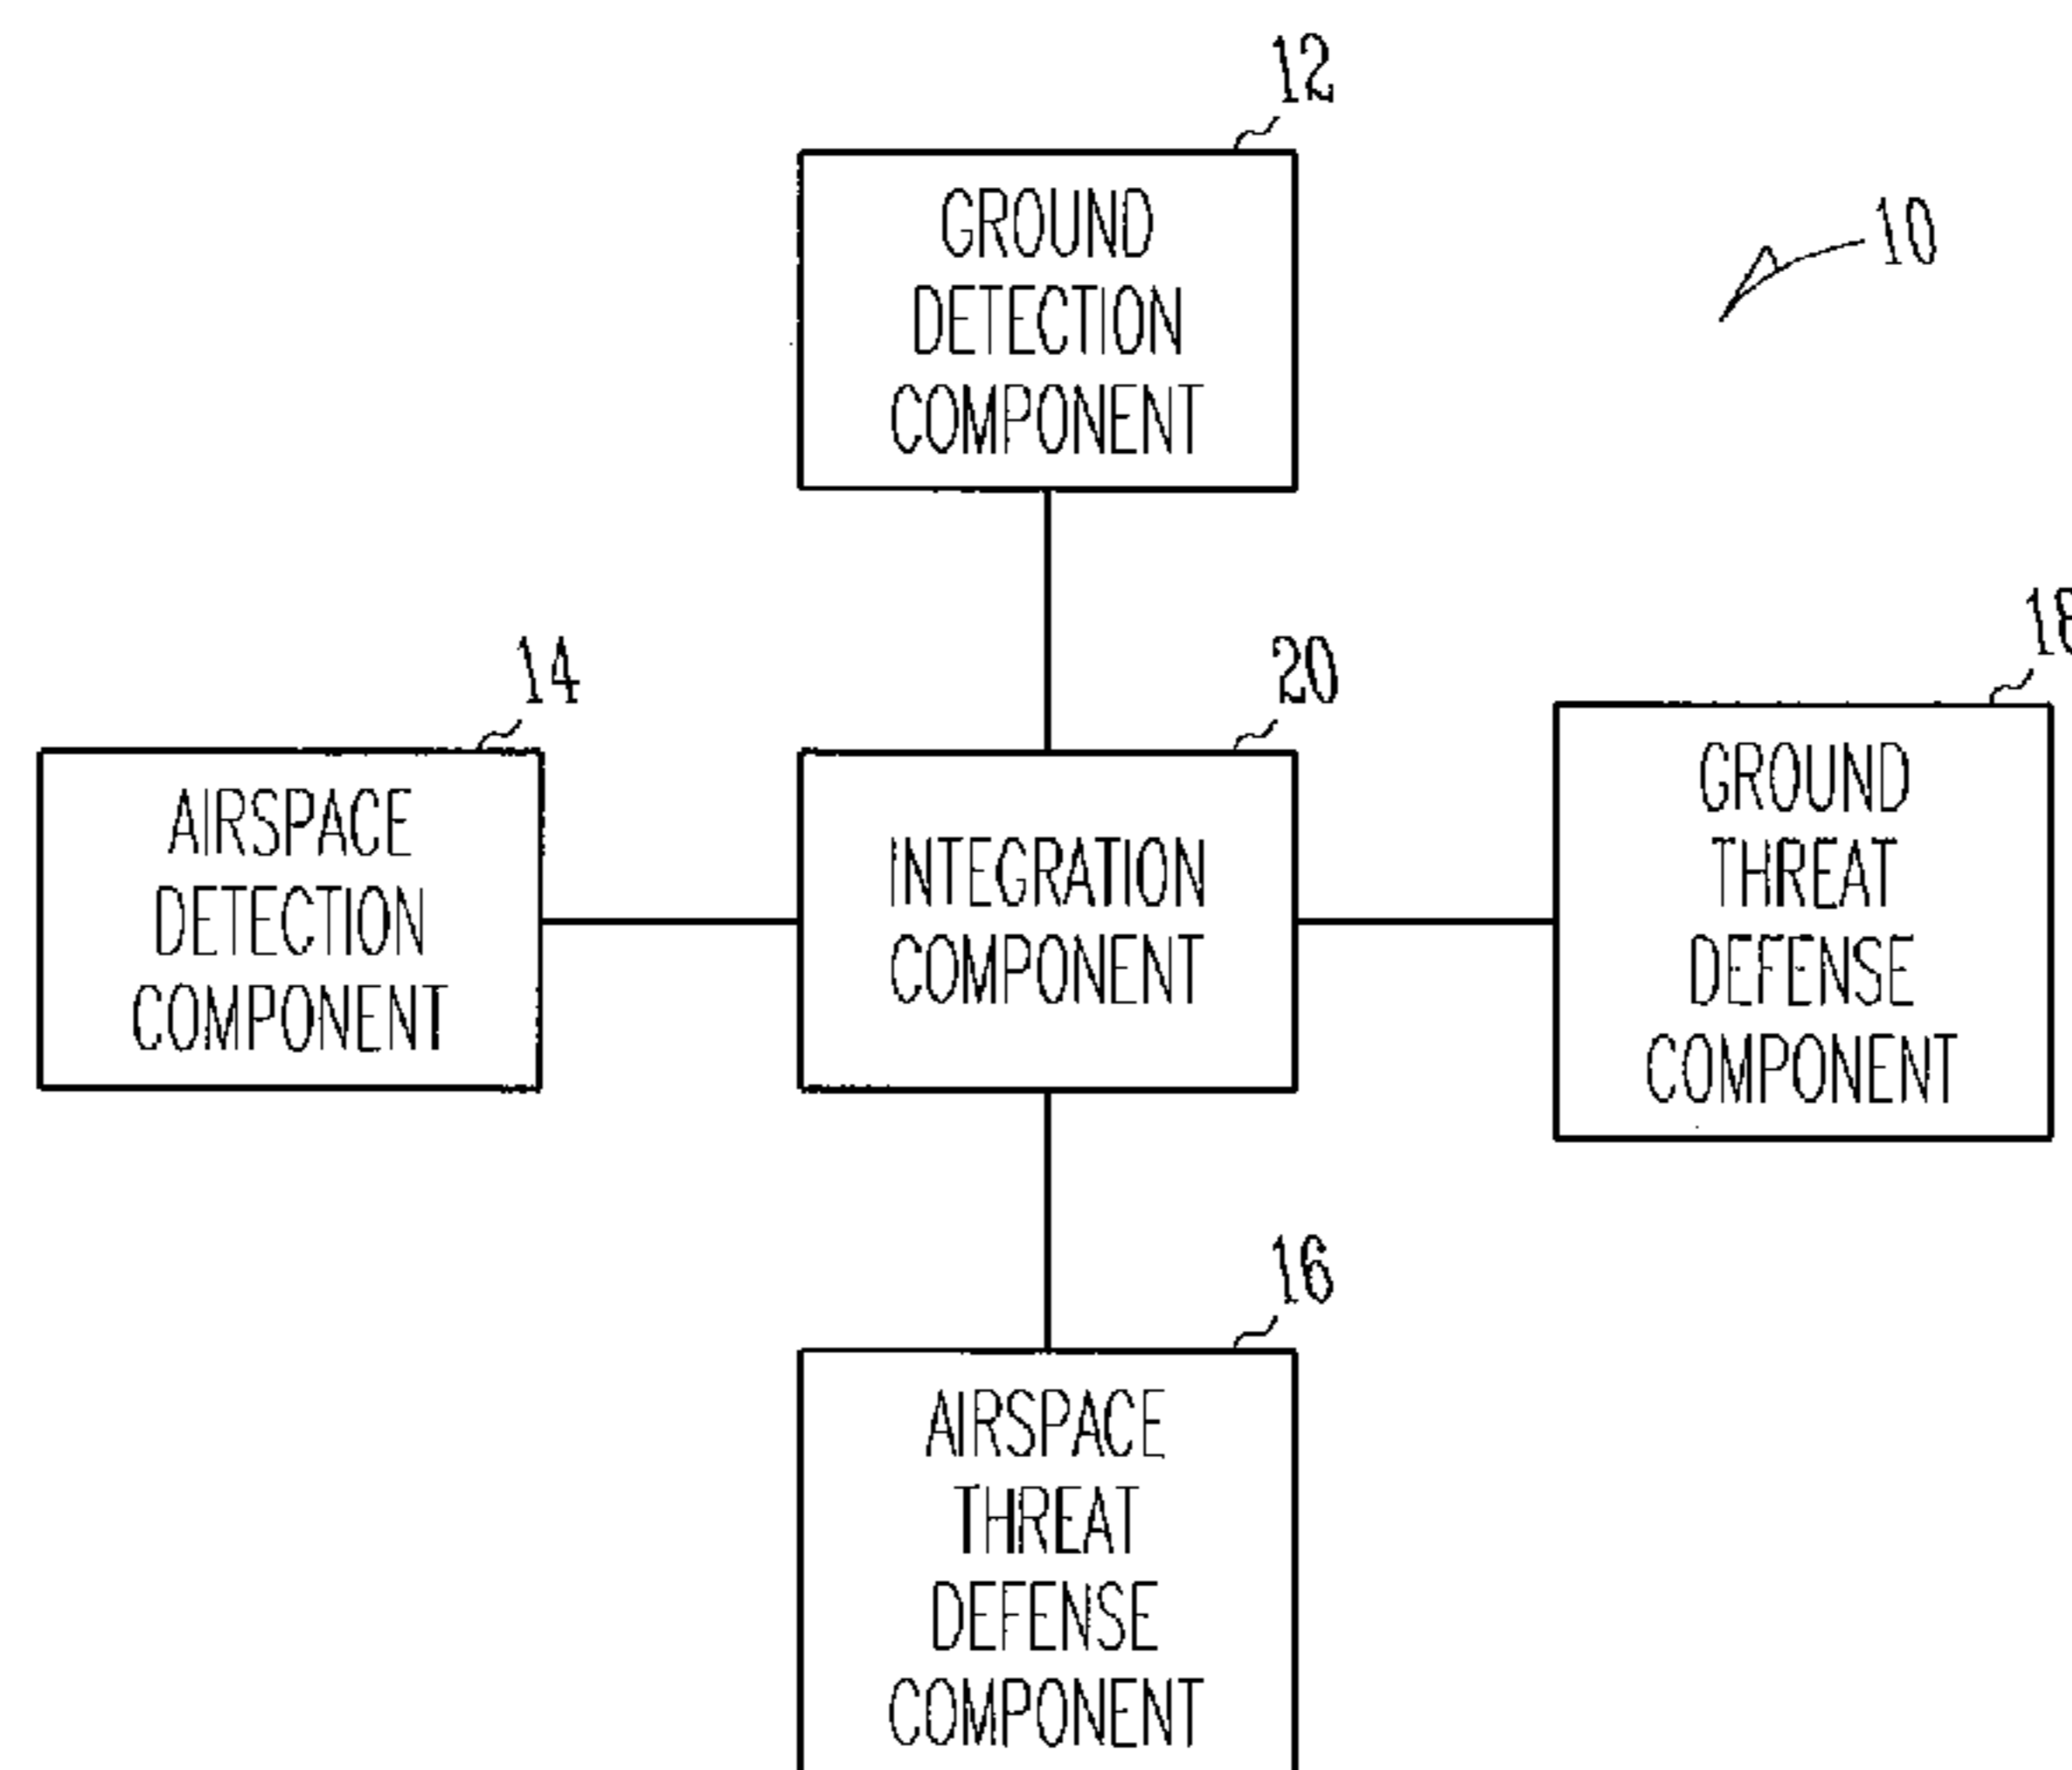 12
GROUND
DETECTION
COMPONENT
10
14
AIRSPACE
DETECTION
COMPONENT
20
INTEGRATION
COMPONENT
18
GROUND
THREAT
DEFENSE
COMPONENT
16
AIRSPACE
THREAT
DEFENSE
COMPONENT